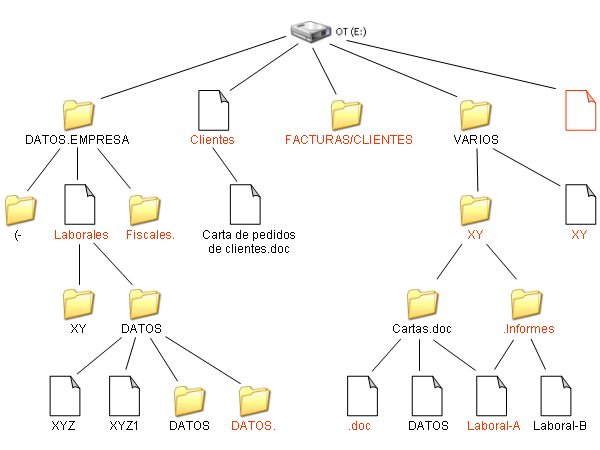 OT (E:)
DATOS.EMPRESA
Clientes
FACTURAS/CLIENTES
VARIOS
(-
Laborales
Fiscales.
Carta de pedidos
de clientes.doc
XY
XY
XY
DATOS
Cartas.doc
.Informes
XYZ
XYZ1
DATOS
DATOS.
.doc
DATOS
Laboral-A
Laboral-B